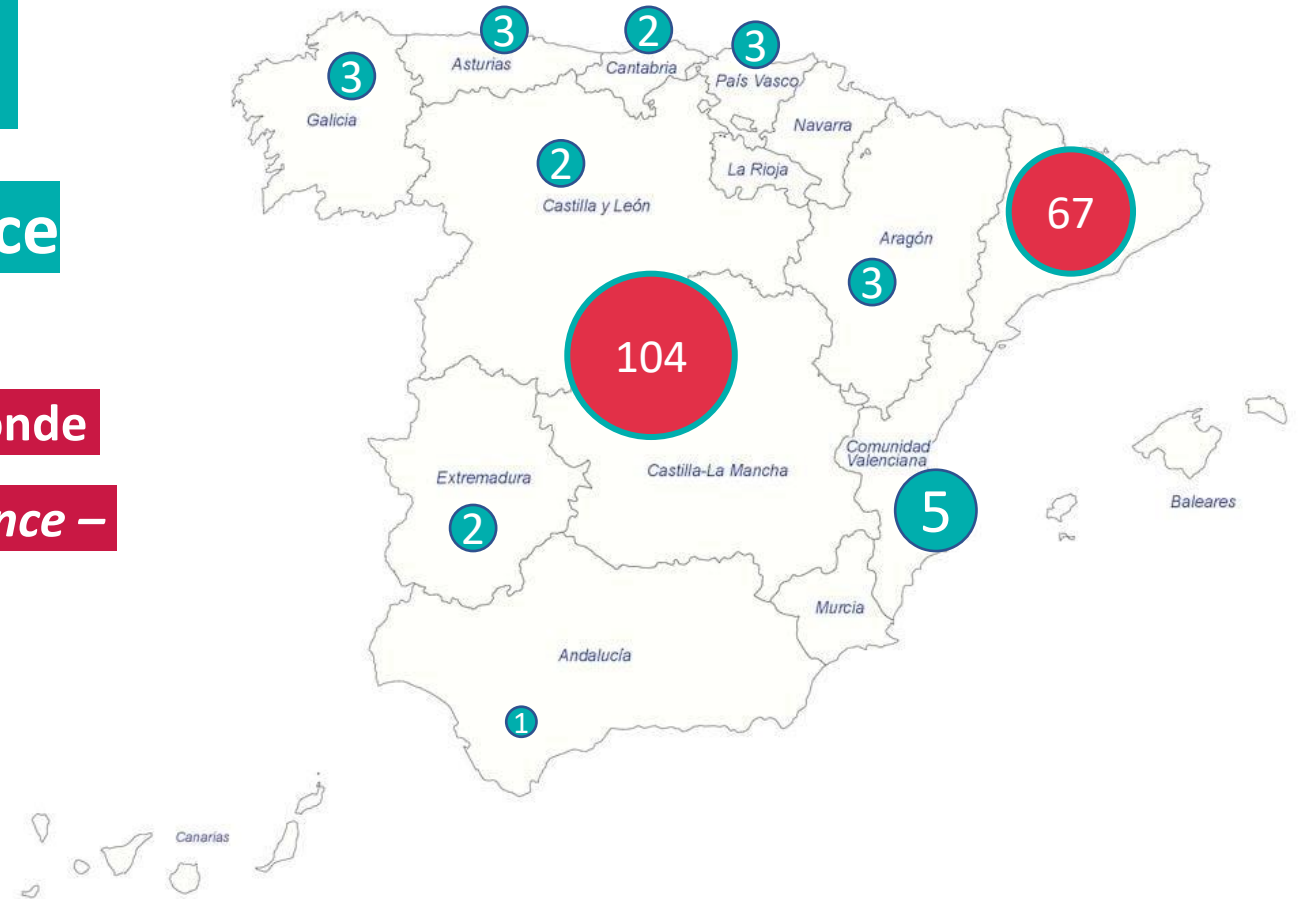 3
2
3
Asturias
Cantabria
País Vasco
3
Galicia
Navarra
2
La Rioja
ce
Castilla y León
67
Aragón
3
104
onde
Comunidad
Valenciana
Castilla-La Mancha
Extremadura
nce –
2
5
Baleares
Murcia
Andalucía
1
Canarias